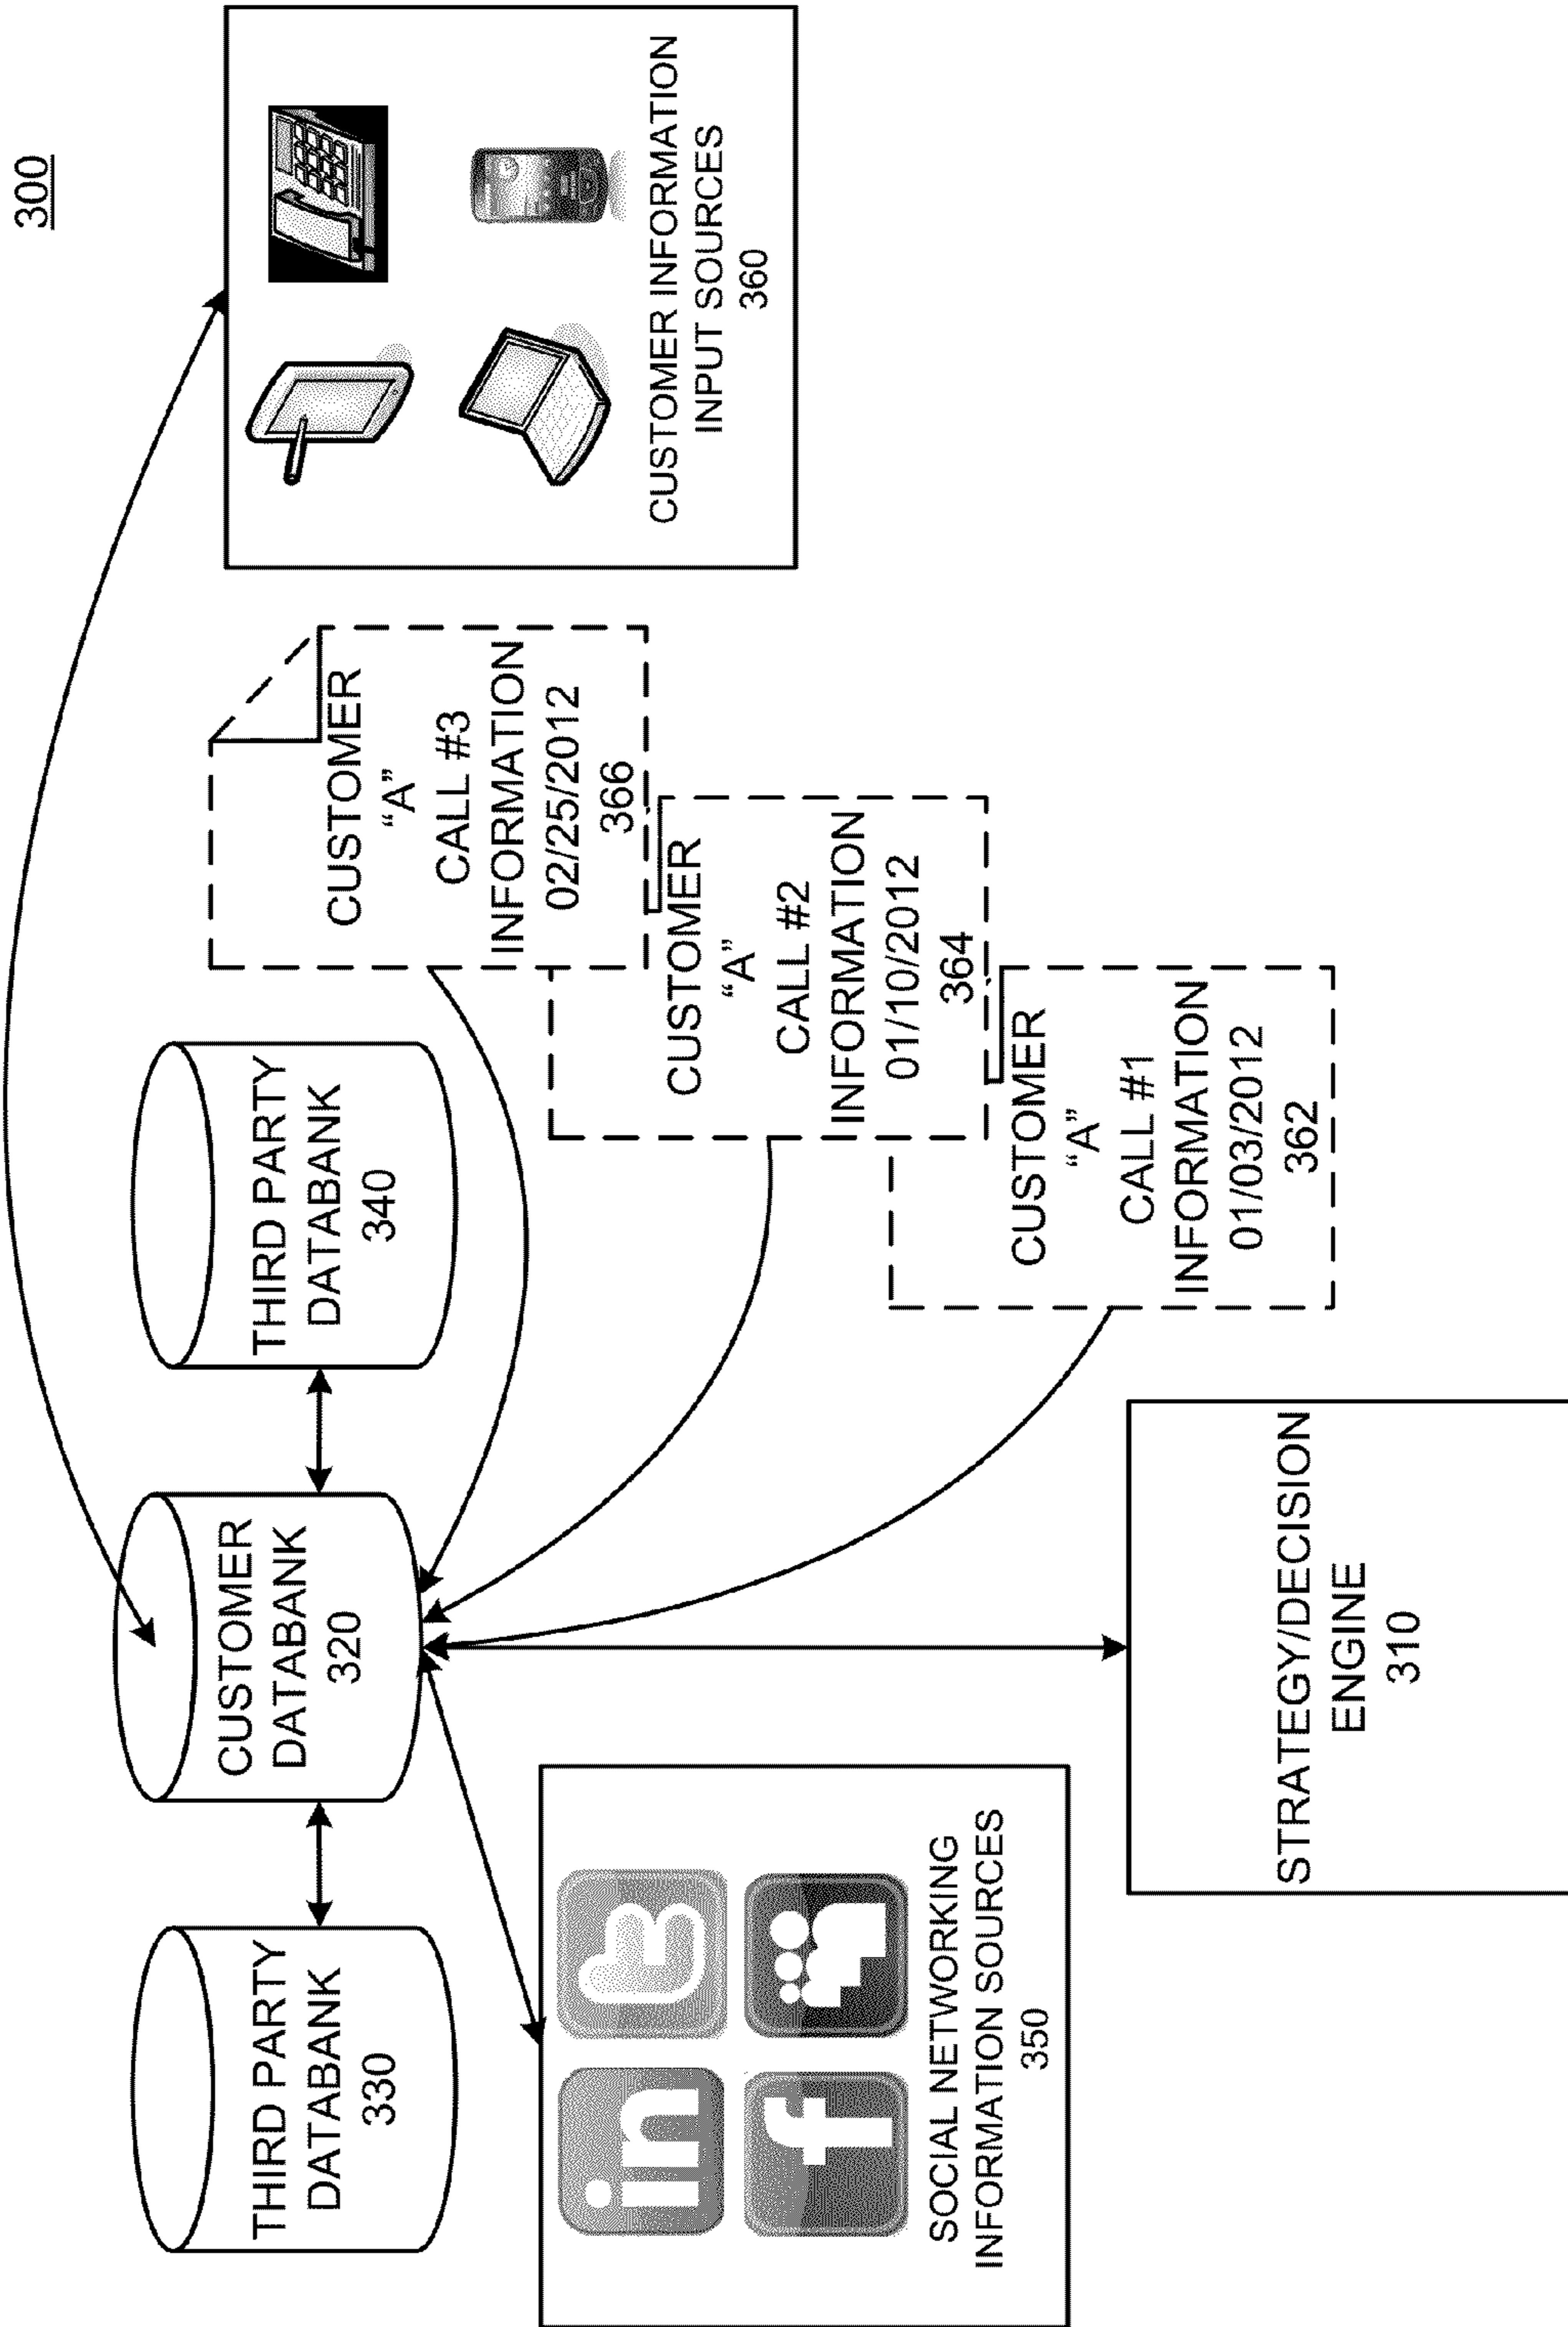 300
THIRD PARTY
DATABANK
330
CUSTOMER
DATABANK
320
THIRD PARTY
DATABANK
340
in
t
f
SOCIAL NETWORKING
INFORMATION SOURCES
350
STRATEGY/DECISION
ENGINE
310
CUSTOMER
“A”
CALL #1
INFORMATION
01/03/2012
362
CUSTOMER
“A”
CALL #2
INFORMATION
01/10/2012
364
CUSTOMER
“A”
CALL #3
INFORMATION
02/25/2012
366
CUSTOMER INFORMATION
INPUT SOURCES
360